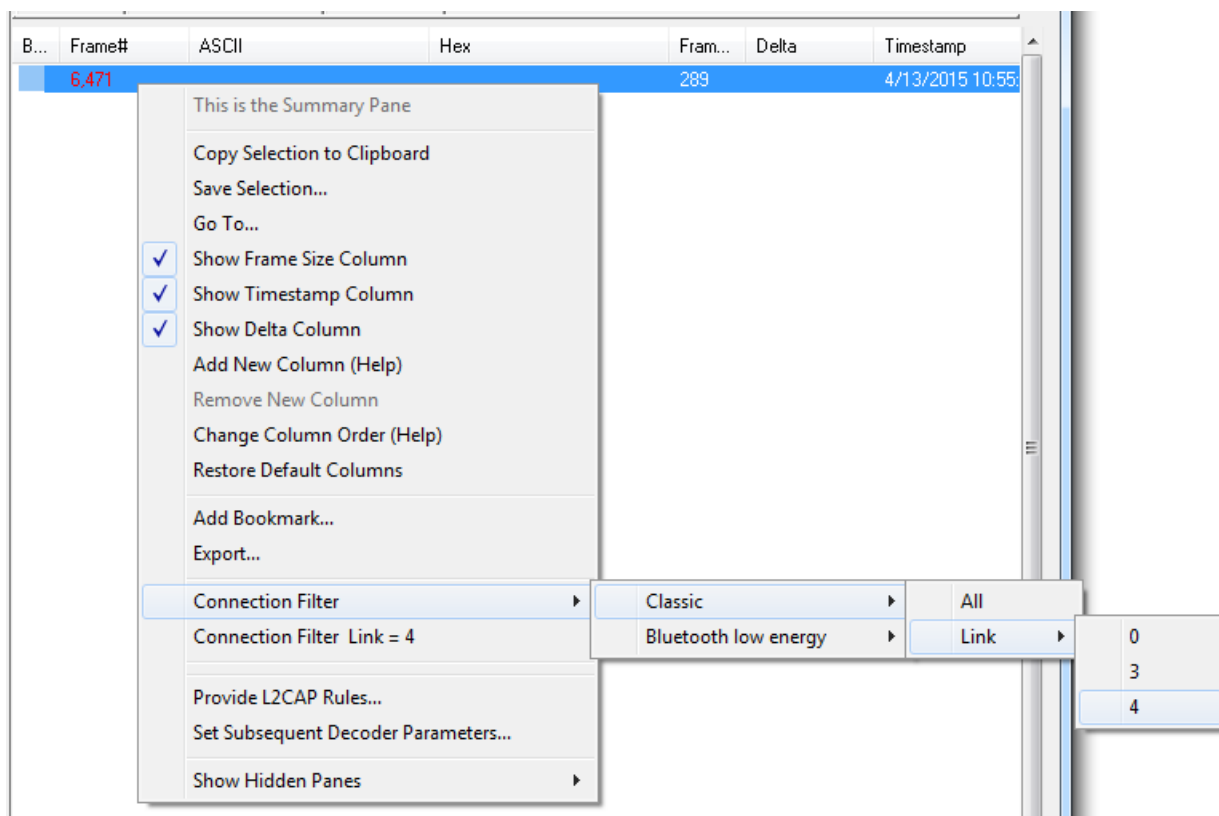 B... Frame# ASCII Hex Fram... Delta Timestamp
6,471 289 4/13/2015 10:55:
This is the Summary Pane
Copy Selection to Clipboard
Save Selection...
Go To...
Show Frame Size Column
Show Timestamp Column
Show Delta Column
Add New Column (Help)
Remove New Column
Change Column Order (Help)
Restore Default Columns
Add Bookmark...
Export...
Connection Filter Classic All
Connection Filter Link = 4 Bluetooth low energy Link 0
3
Provide L2CAP Rules... 4
Set Subsequent Decoder Parameters...
Show Hidden Panes